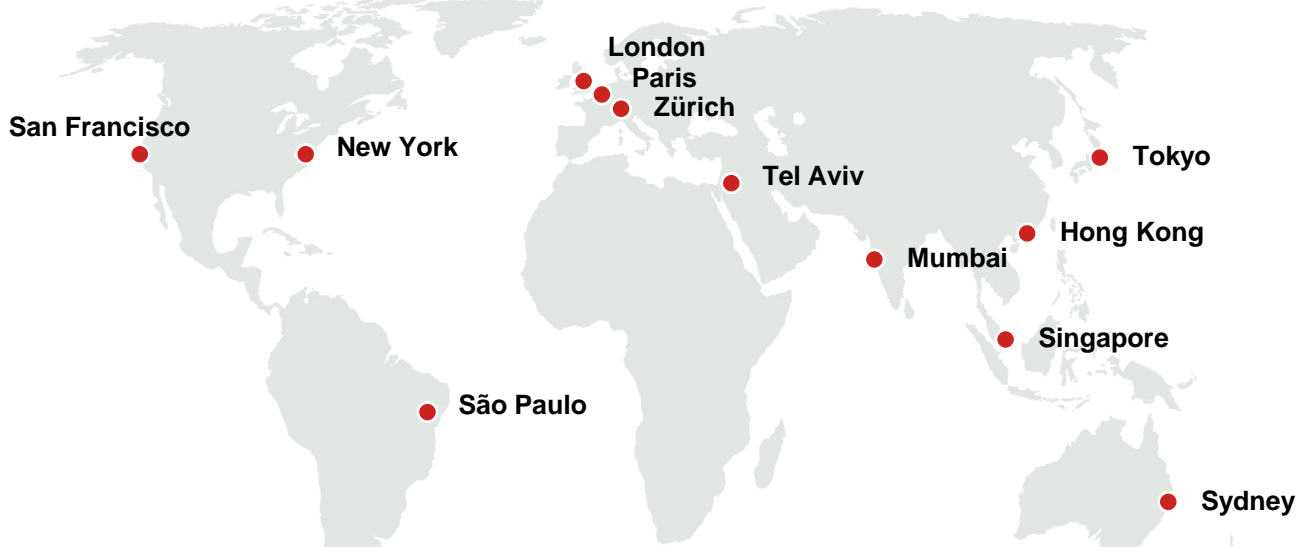 London
Paris
Zürich
San Francisco
New York
Tokyo
Tel Aviv
Hong Kong
Mumbai
Singapore
São Paulo
Sydney